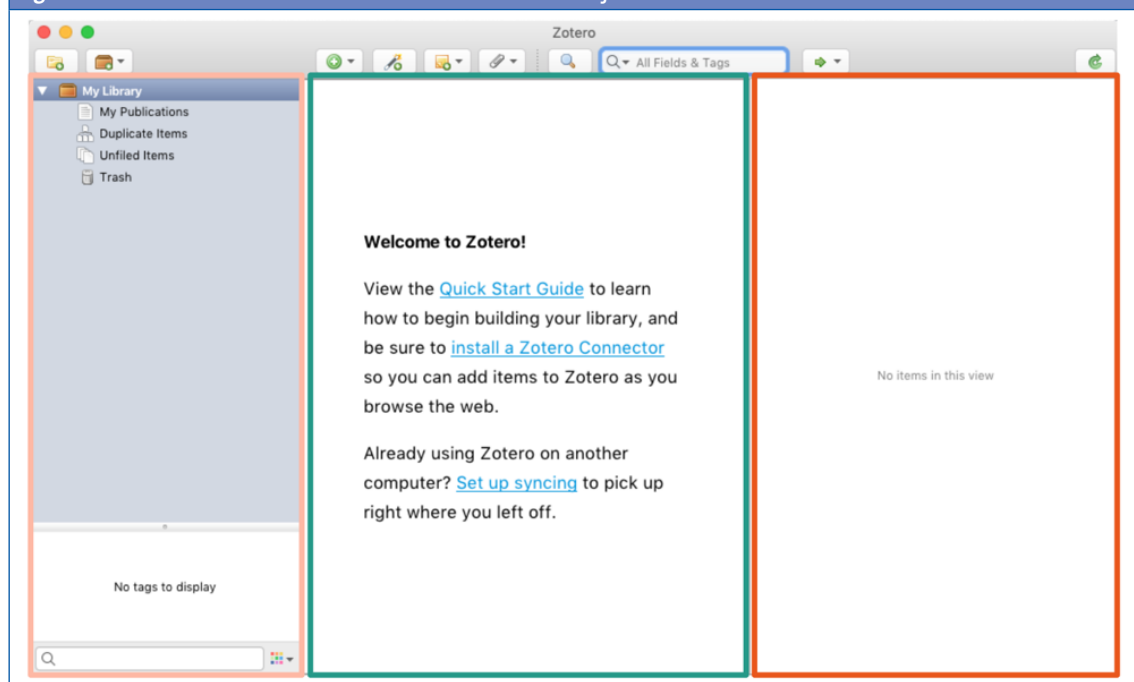 Zotero
All Fields & Tags
My Library
My Publications
Duplicate Items
Unfiled Items
Trash
Welcome to Zotero!
View the Quick Start Guide to learn
how to begin building your library, and
be sure to install a Zotero Connector
so you can add items to Zotero as you
browse the web.
Already using Zotero on another
computer? Set up syncing to pick up
right where you left off.
No items in this view
No tags to display